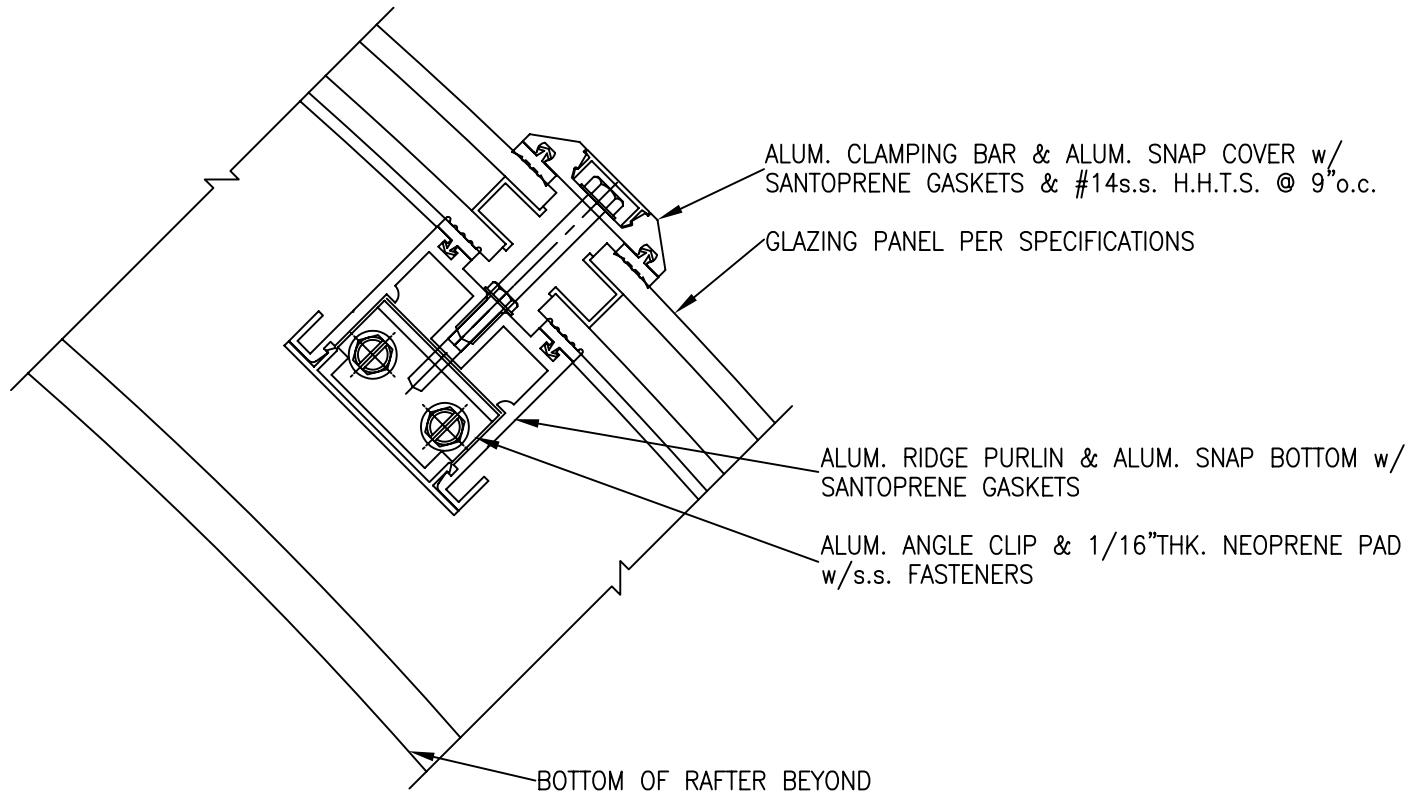 ALUM. CLAMPING BAR & ALUM. SNAP COVER w/
SANTOPRENE GASKETS & #14s.s. H.H.T.S. @ 9"o.c.
GLAZING PANEL PER SPECIFICATIONS
ALUM. RIDGE PURLIN & ALUM. SNAP BOTTOM w/
SANTOPRENE GASKETS
ALUM. ANGLE CLIP & 1/16"THK. NEOPRENE PAD
w/s.s. FASTENERS
BOTTOM OF RAFTER BEYOND